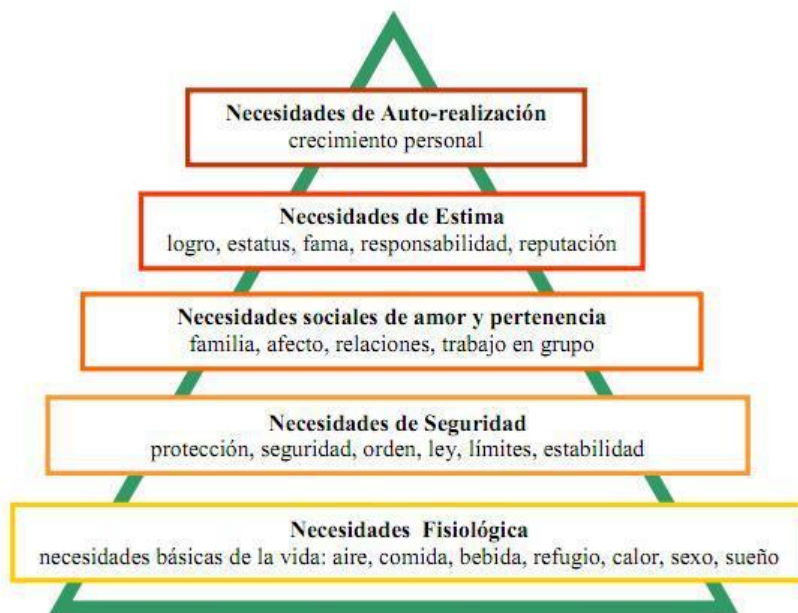 Necesidades de Auto-realización
crecimiento personal
Necesidades de Estima
logro, estatus, fama, responsabilidad, reputación
Necesidades sociales de amor y pertenencia
familia, afecto, relaciones, trabajo en grupo
Necesidades de Seguridad
protección, seguridad, orden, ley, límites, estabilidad
Necesidades Fisiológica
necesidades básicas de la vida: aire, comida, bebida, refugio, calor, sexo, sueño